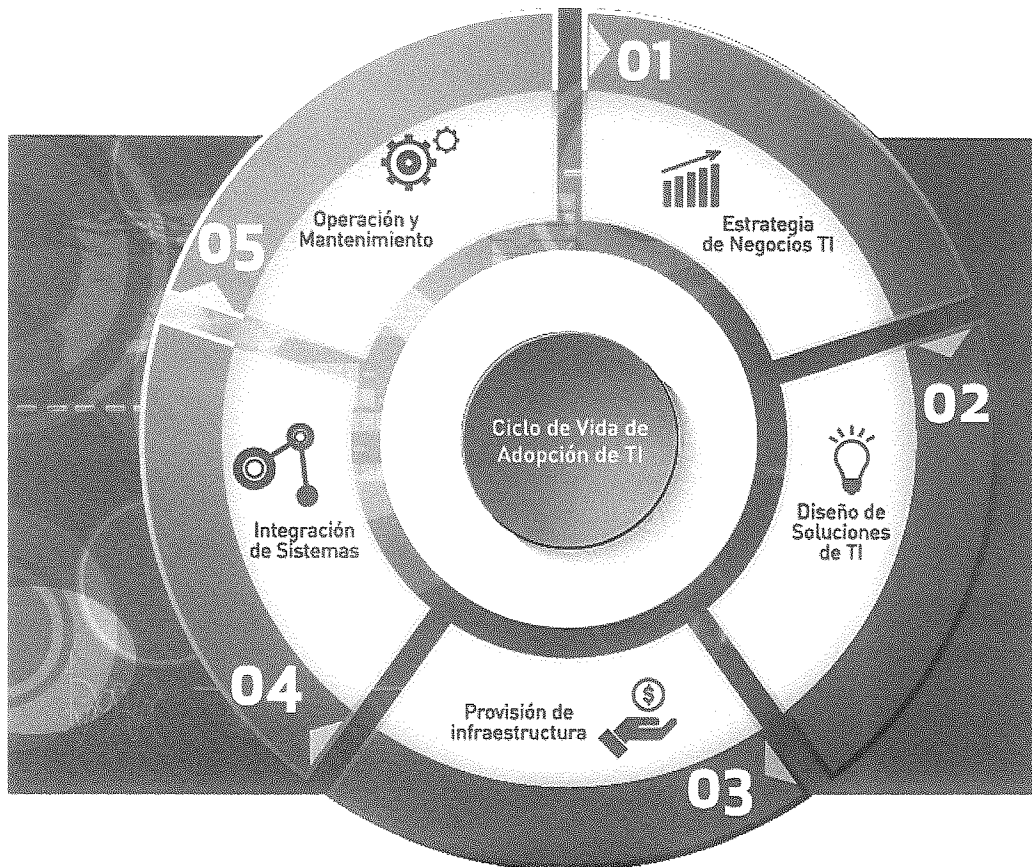 01
Estrategia
de Negocios TI
02
Diseño de
Soluciones
de TI
03
Provisión de
infraestructura
$
04
Integración
de Sistemas
05
Operación y
Mantenimiento
Ciclo de Vida de
Adopción de TI